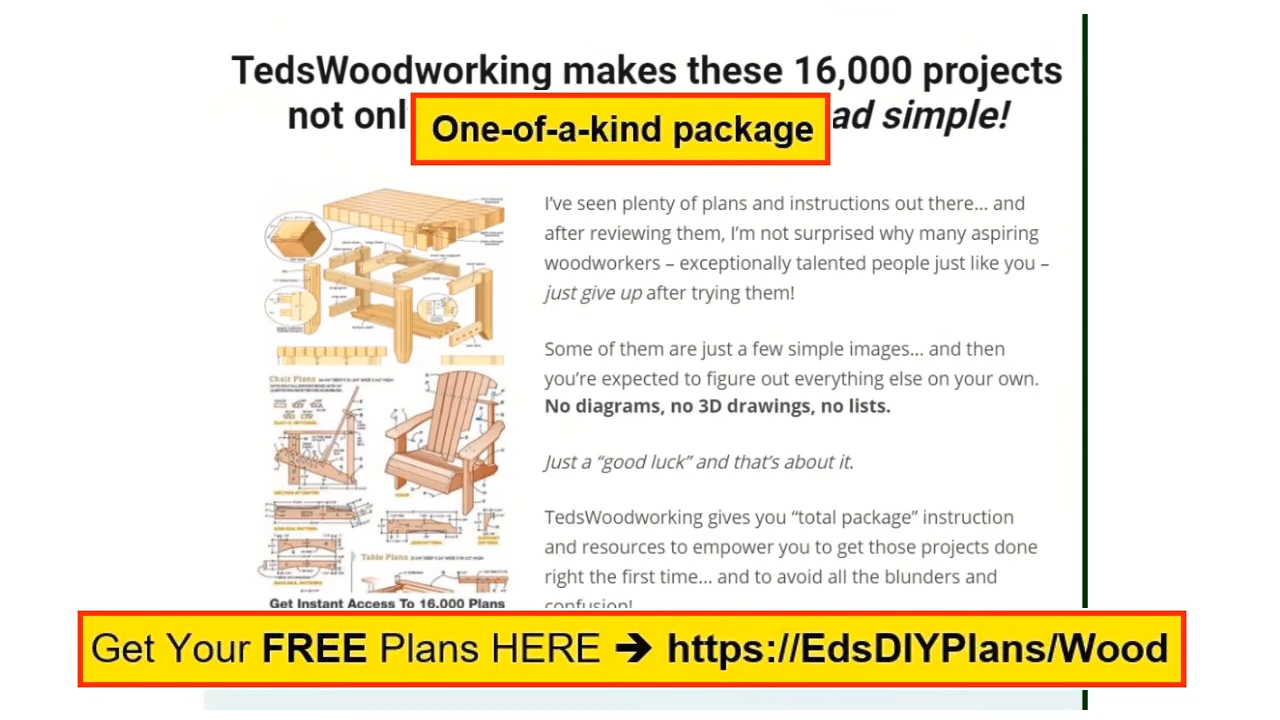 TedsWoodworking makes these 16,000 projects
not onl ad simple!
One-of-a-kind package
I've seen plenty of plans and instructions out there... and
after reviewing them, I'm not surprised why many aspiring
woodworkers – exceptionally talented people just like you –
just give up after trying them!
Some of them are just a few simple images... and then
you're expected to figure out everything else on your own.
No diagrams, no 3D drawings, no lists.
Just a “good luck” and that's about it.
TedsWoodworking gives you “total package” instruction
and resources to empower you to get those projects done
right the first time... and to avoid all the blunders and
confusion!
Chair Plans
Table Plans
Get Instant Access To 16,000 Plans
Get Your FREE Plans HERE ➔ https://EdsDIYPlans/Wood